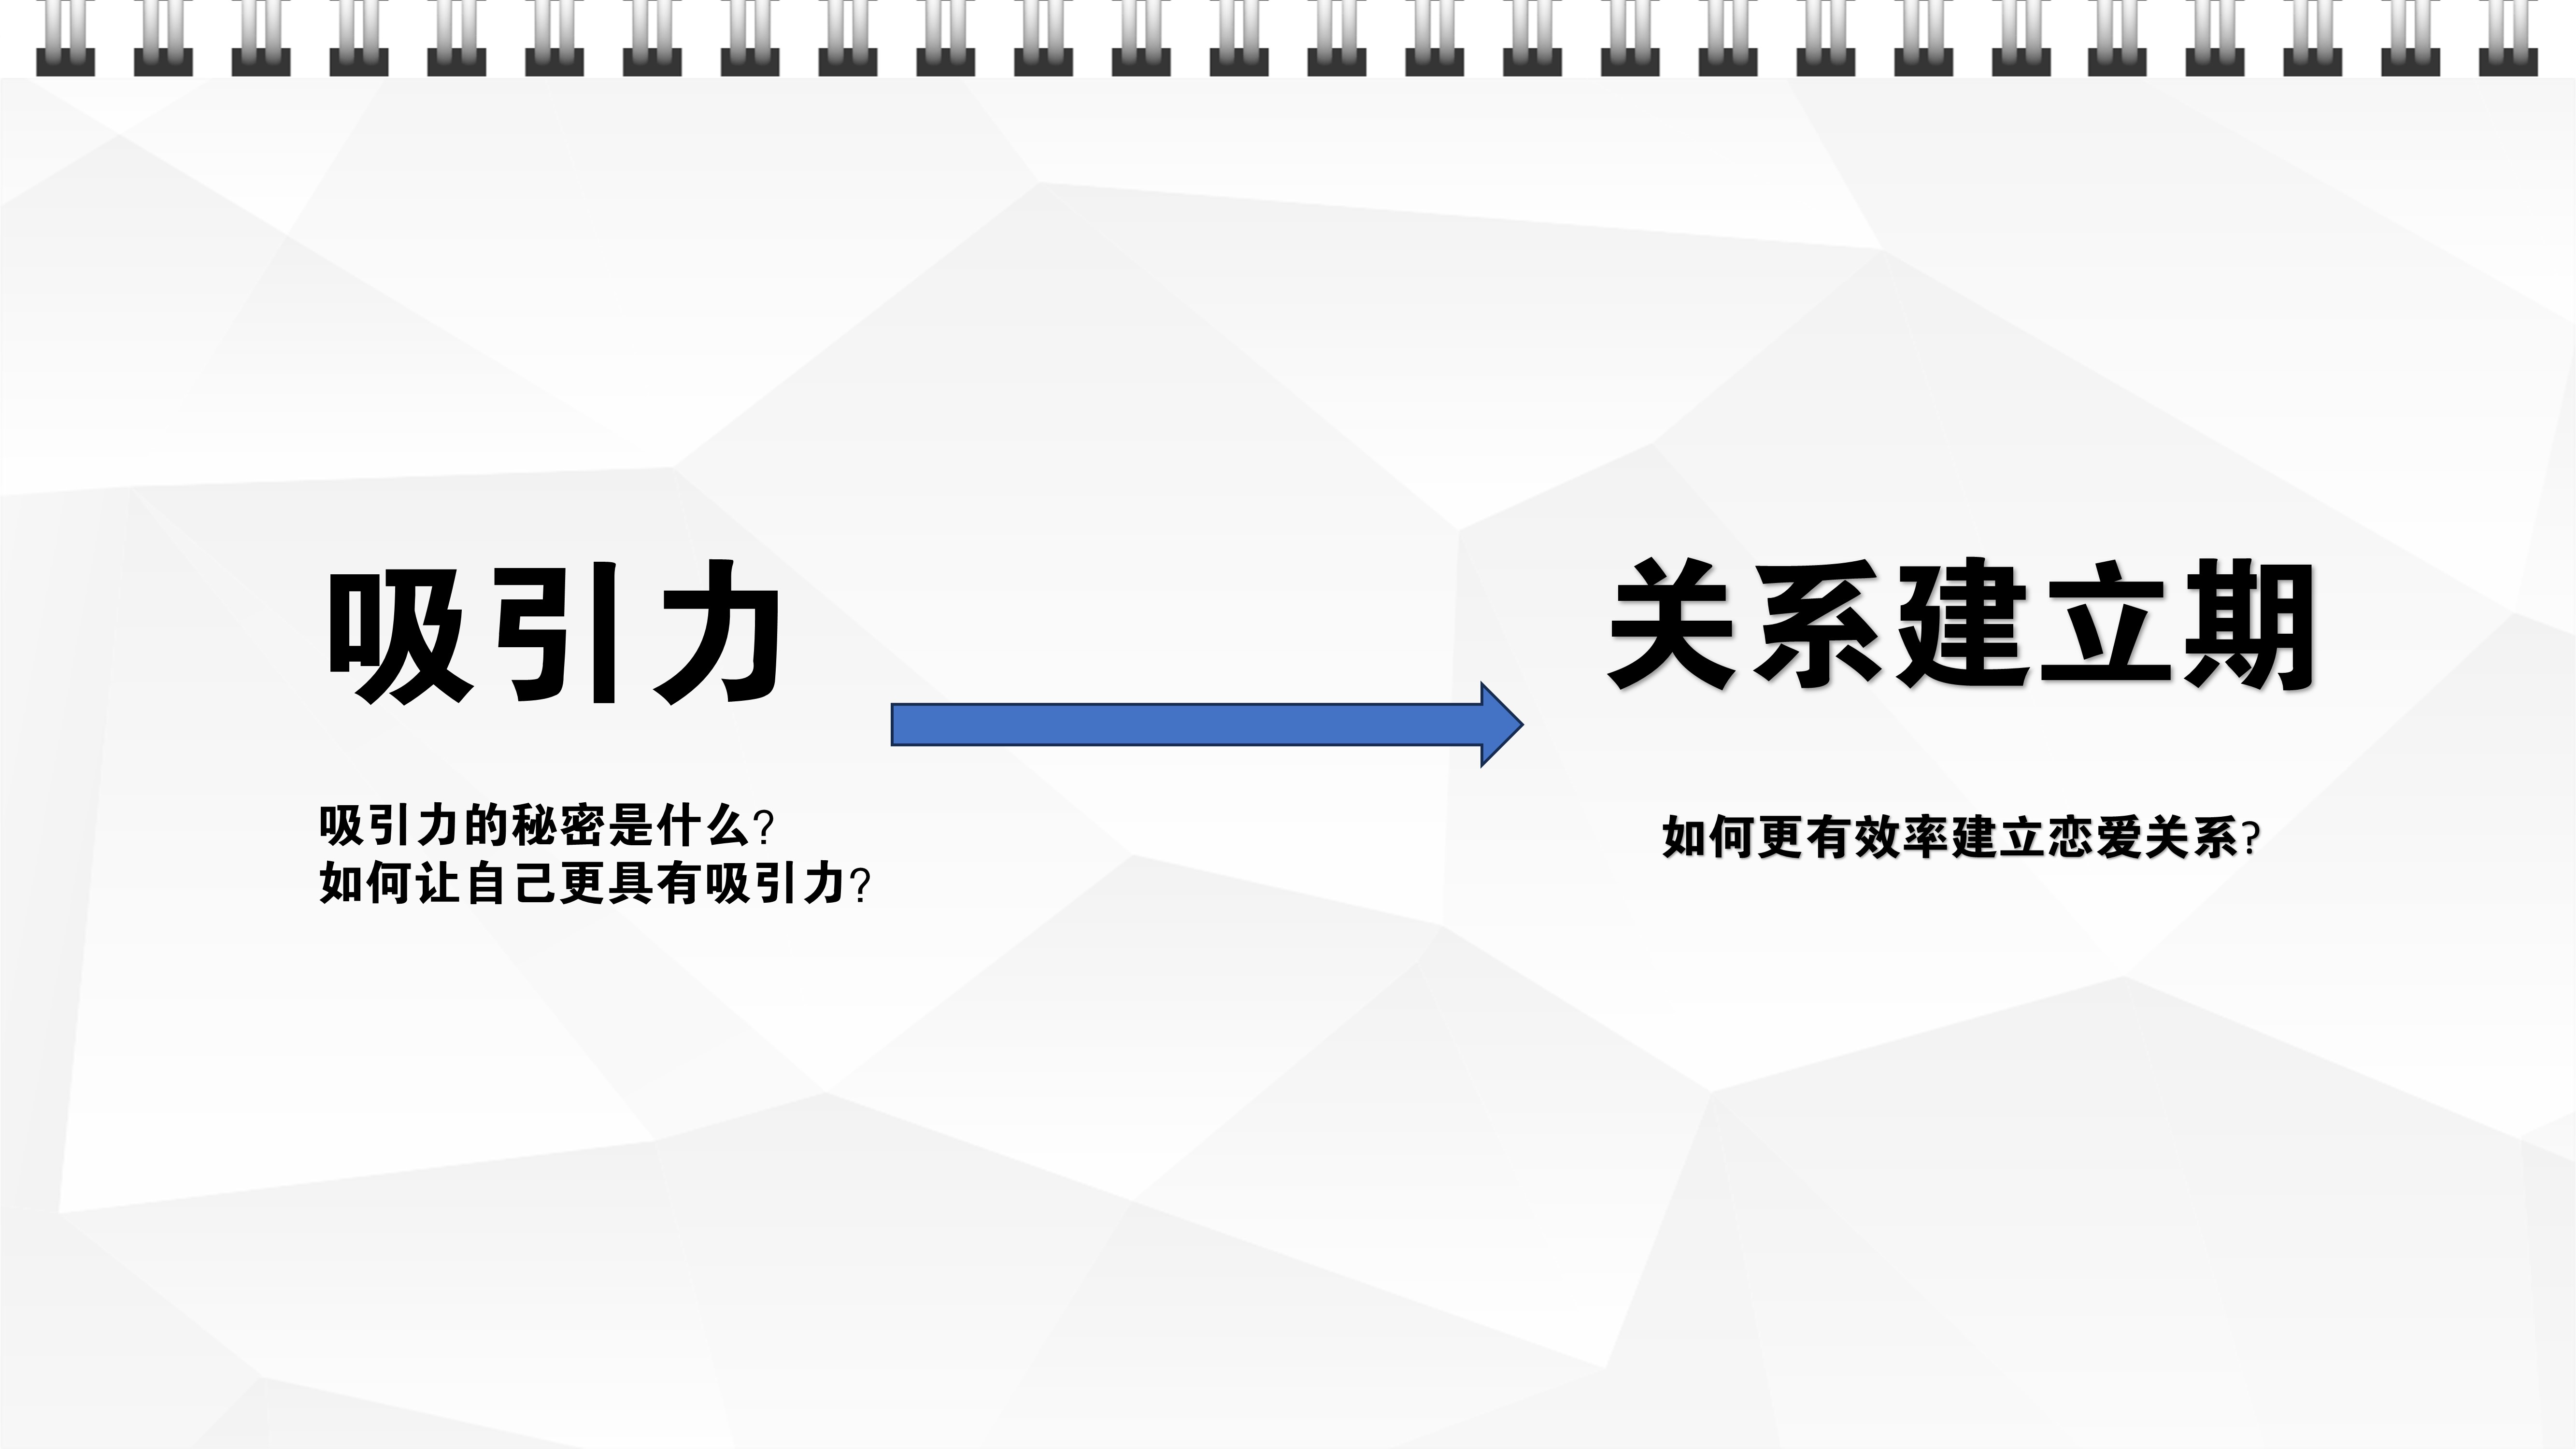 吸引力
吸引力的秘密是什么?
如何让自己更具有吸引力?
关系建立期
如何更有效率建立恋爱关系?